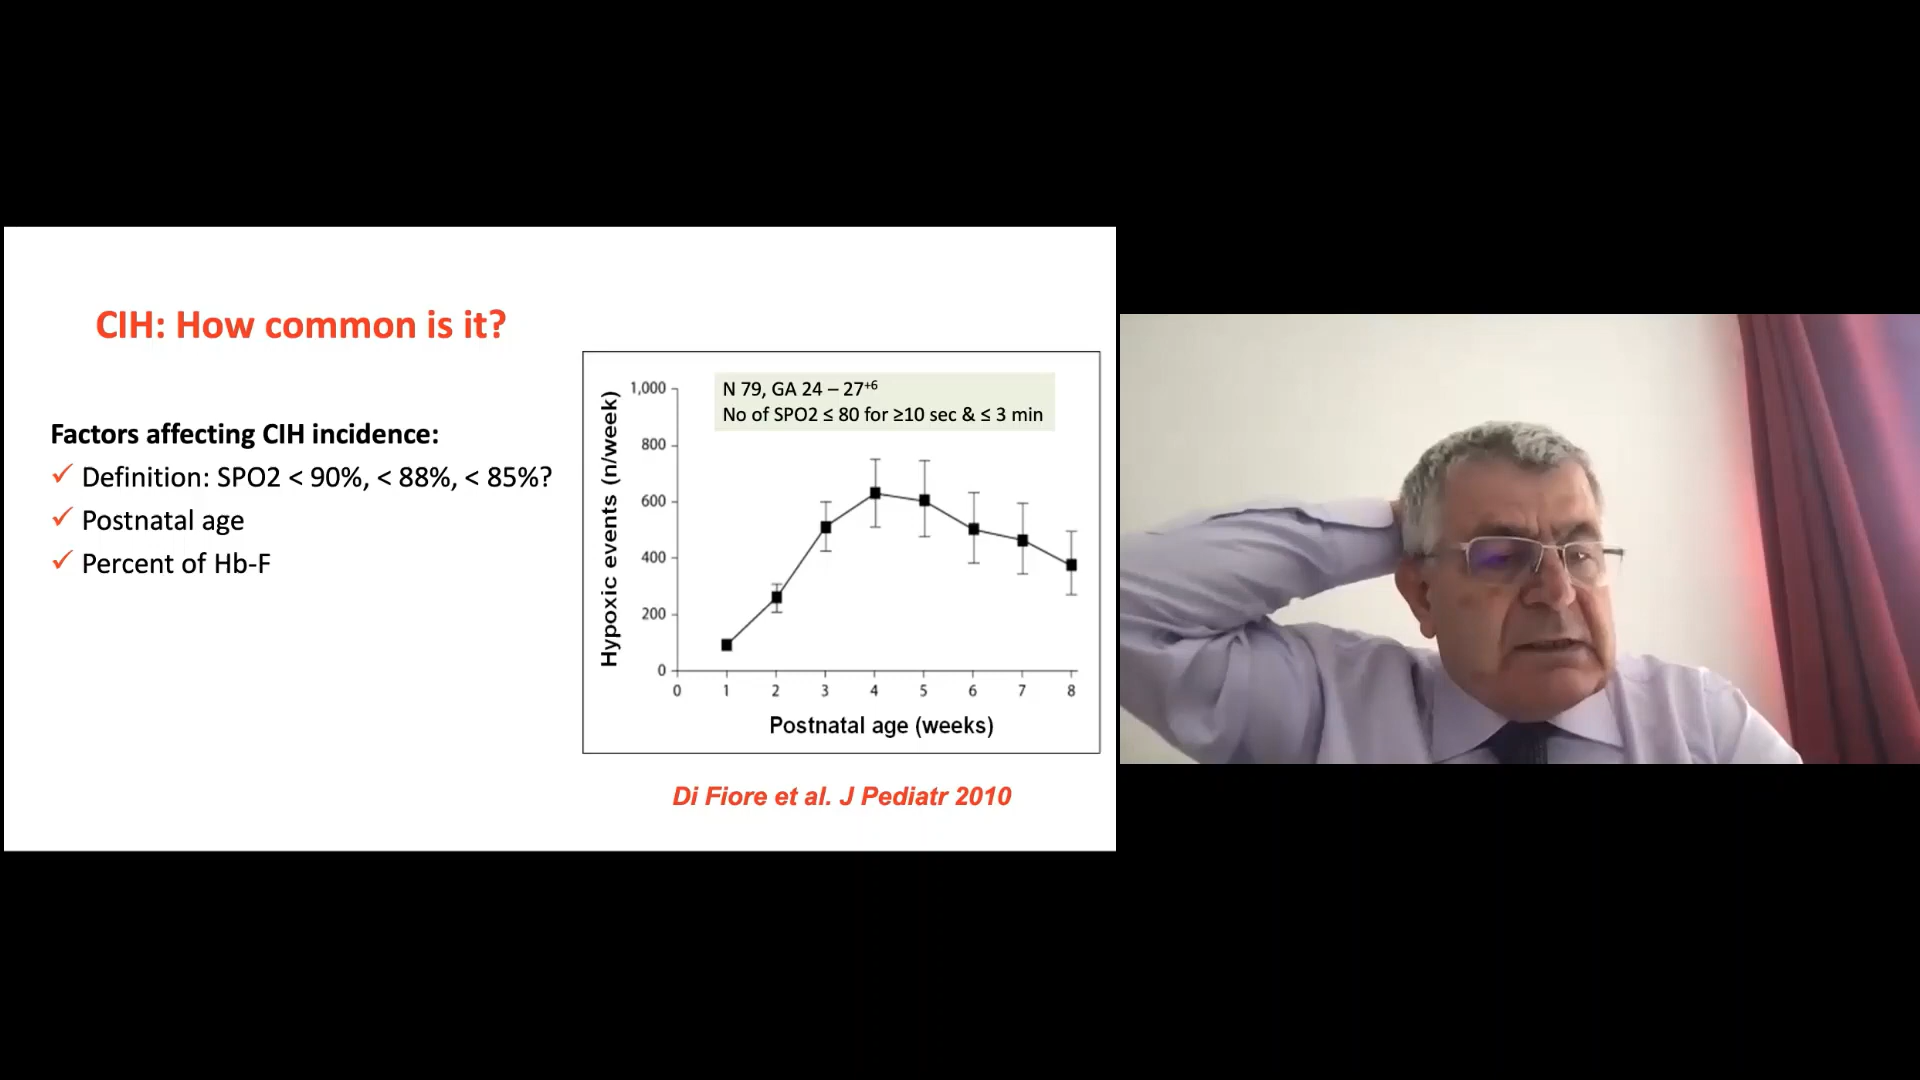 CIH: How common is it?
Factors affecting CIH incidence:
✓ Definition: SPO2 < 90%, < 88%, < 85%?
✓ Postnatal age
✓ Percent of Hb-F
N 79, GA 24 – 27+6
No of SPO2 ≤ 80 for ≥10 sec & ≤ 3 min
Hypoxic events (n/week)
1,000
800
600
400
200
0
0 1 2 3 4 5 6 7 8
Postnatal age (weeks)
Di Fiore et al. J Pediatr 2010